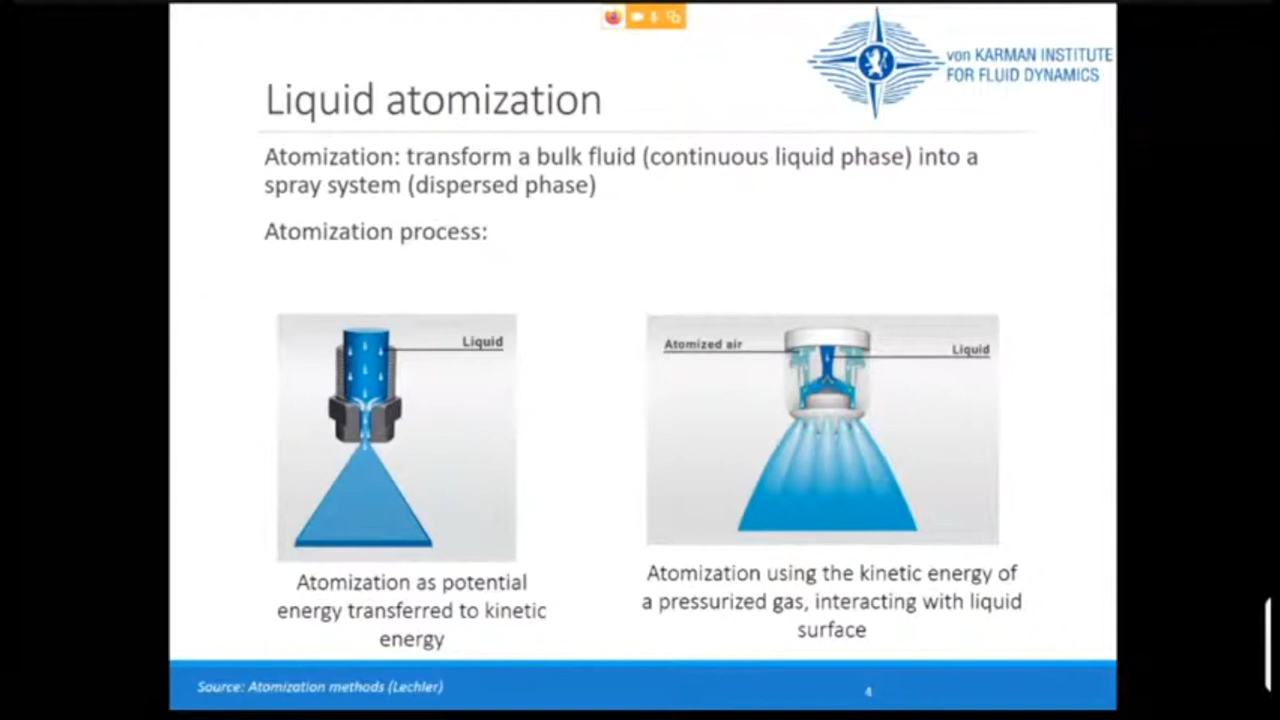 von KARMAN INSTITUTE
FOR FLUID DYNAMICS
Liquid atomization
Atomization: transform a bulk fluid (continuous liquid phase) into a
spray system (dispersed phase)
Atomization process:
Liquid
Atomized air
Liquid
Atomization as potential
energy transferred to kinetic
energy
Atomization using the kinetic energy of
a pressurized gas, interacting with liquid
surface
Source: Atomization methods (Lechler)
4